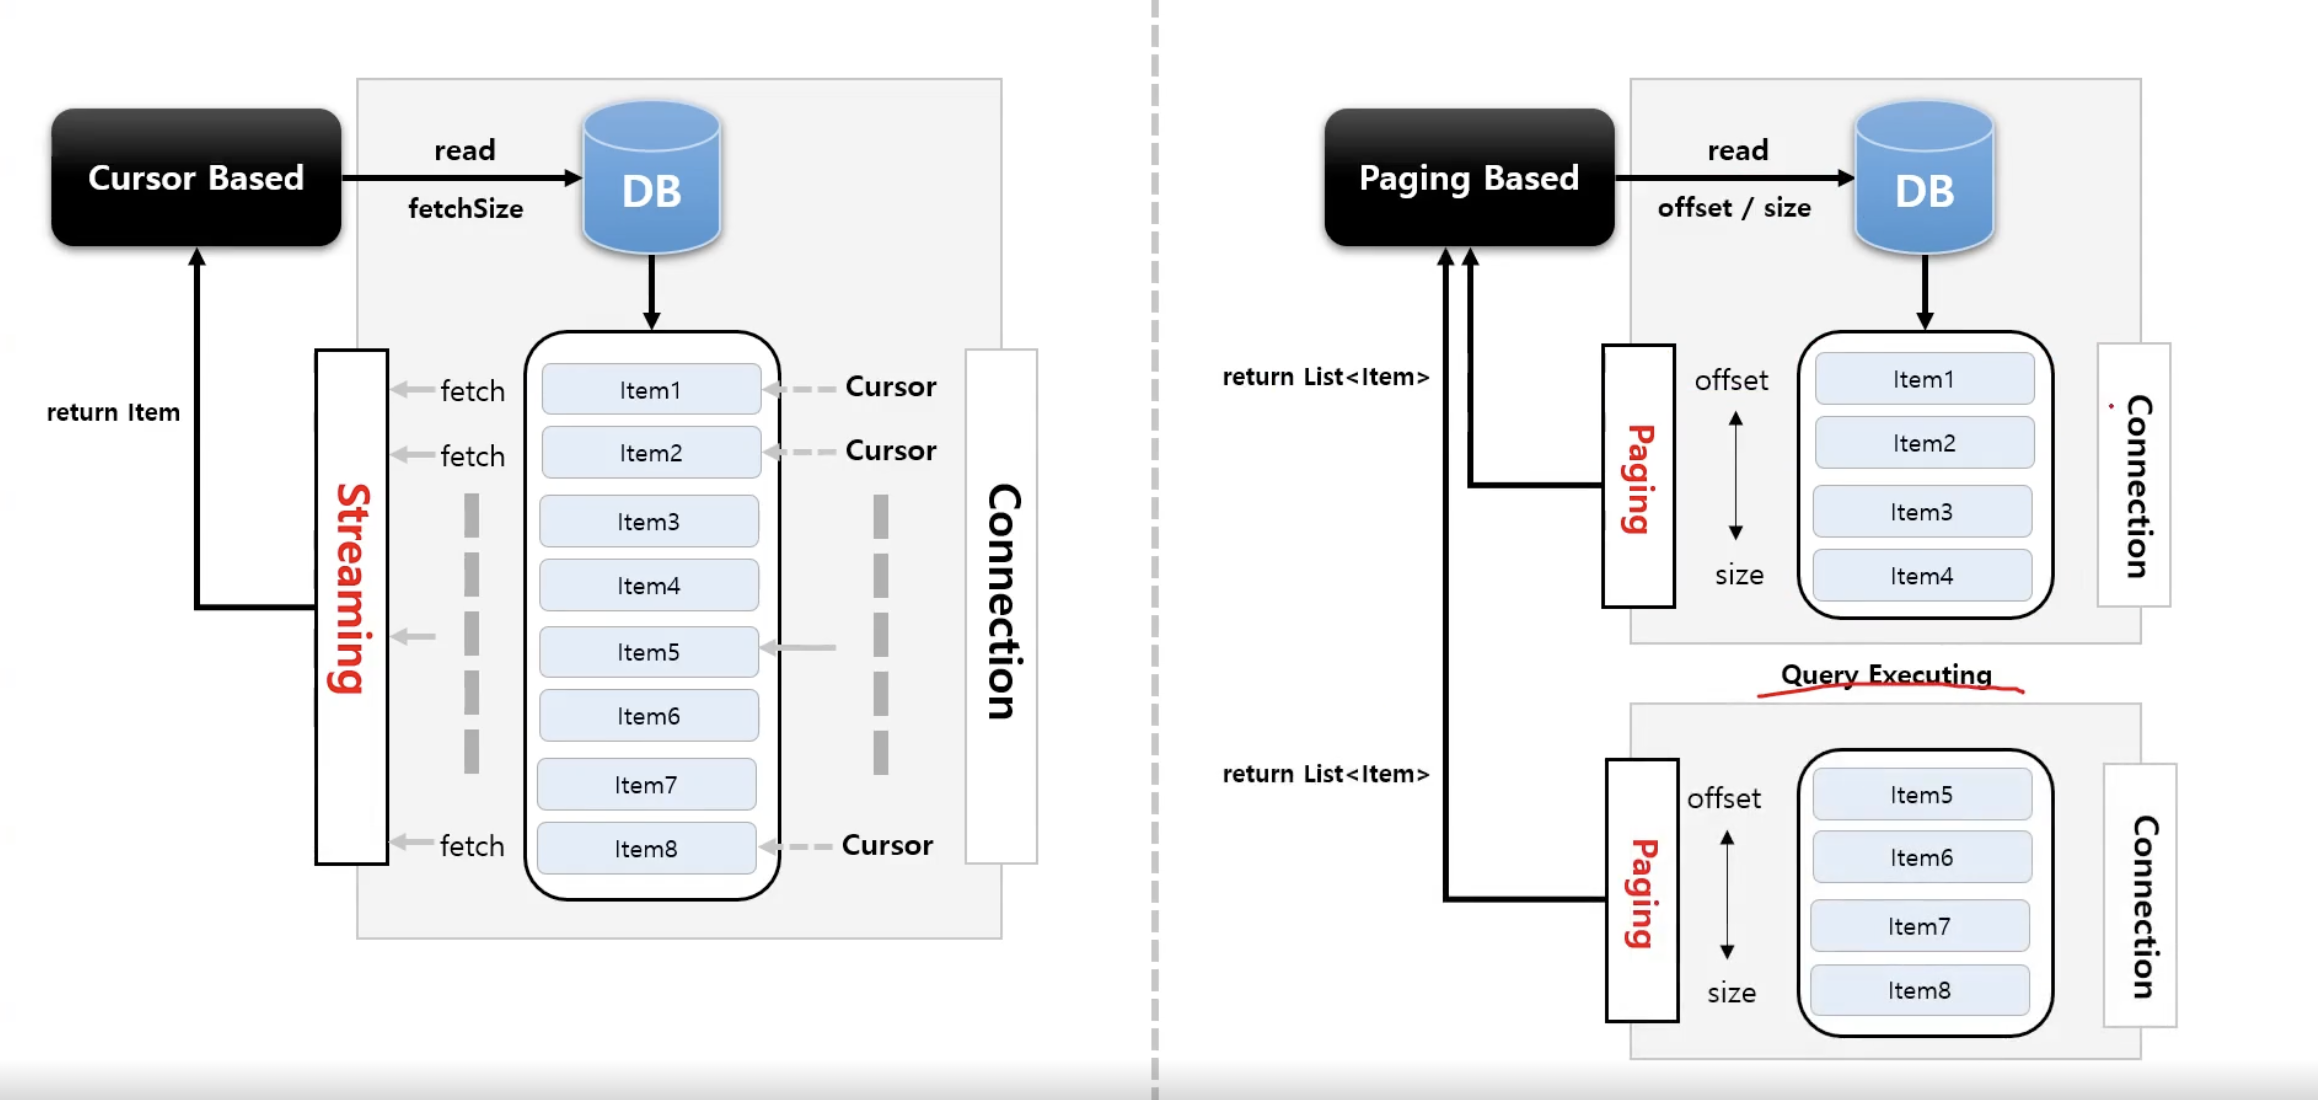 Cursor Based
read
fetchSize
DB
return Item
Streaming
fetch
fetch
fetch
Item1
Item2
Item3
Item4
Item5
Item6
Item7
Item8
Cursor
Cursor
Cursor
Connection
Paging Based
read
offset / size
DB
return List<Item>
Paging
offset
size
Item1
Item2
Item3
Item4
Connection
Query Executing
return List<Item>
Paging
offset
size
Item5
Item6
Item7
Item8
Connection